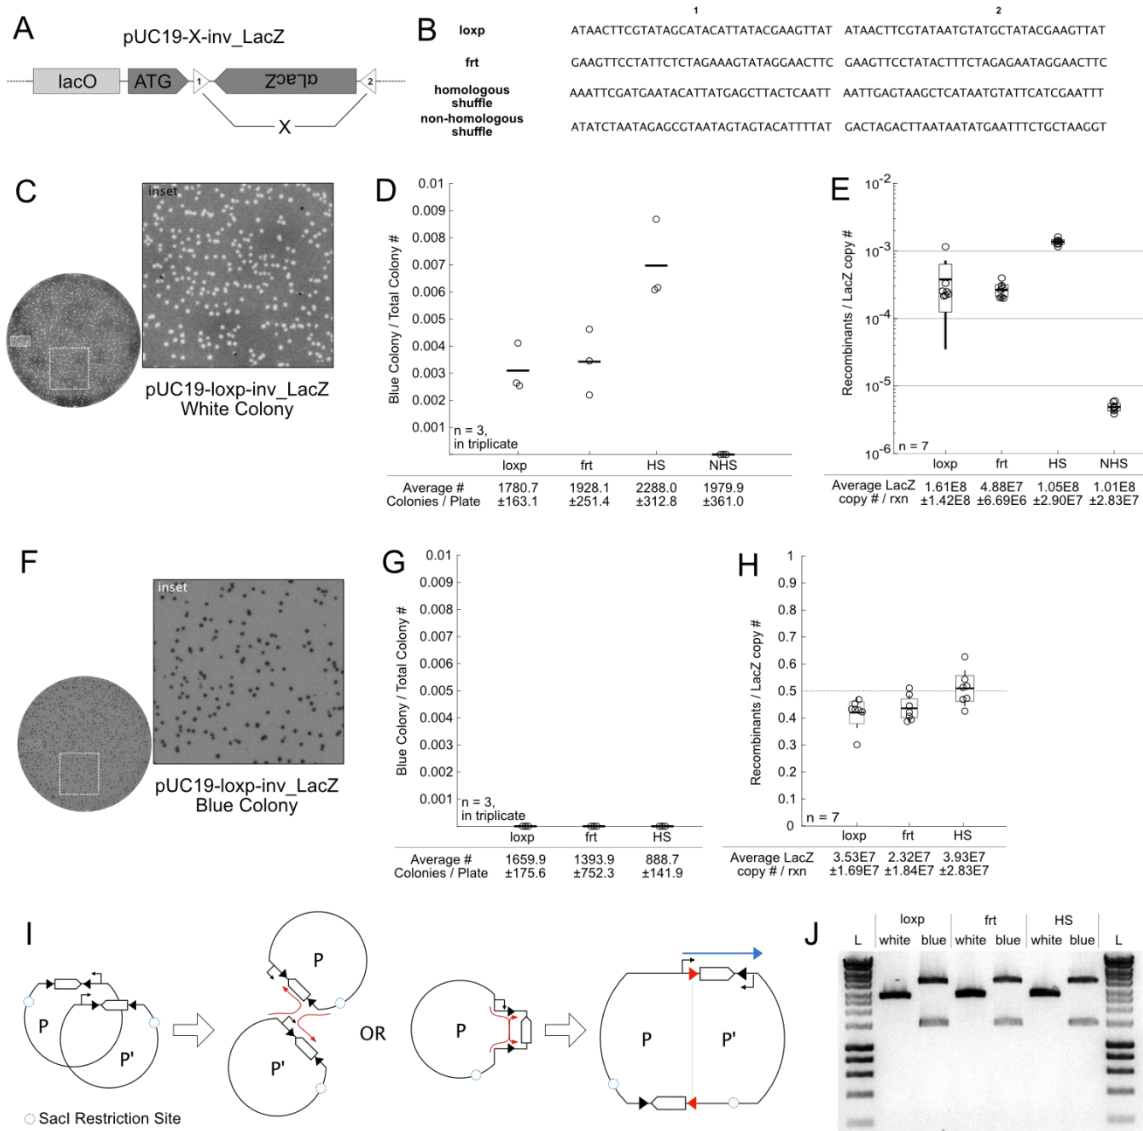 A
pUC19-X-inv_LacZ
lacO
ATG
1
αLacZ
2
X
B
1
2
loxp
ATAACTTCGTATAGCATACATTATACGAAGTTAT
ATAACTTCGTATAATGTATGCTATACGAAGTTAT
frt
GAAGTTCCTATTCTCTAGAAAGTATAGGAACTTC
GAAGTTCCTATACTTTCTAGAGAATAGGAACTTC
homologous
shuffle
AAATTCGATGAATACATTATGAGCTTACTCAATT
AATTGAGTAAGCTCATAATGTATTCATCGAATTT
non-homologous
shuffle
ATATCTAATAGAGCGTAATAGTAGTACATTTTAT
GACTAGACTTAATAATATGAATTTCTGCTAAGGT
C
inset
pUC19-loxp-inv_LacZ
White Colony
D
Blue Colony / Total Colony #
0.01
0.009
0.008
0.007
0.006
0.005
0.004
0.003
0.002
0.001
n = 3,
in triplicate
loxp frt HS NHS
Average # 1780.7 1928.1 2288.0 1979.9
Colonies / Plate ±163.1 ±251.4 ±312.8 ±361.0
E
Recombinants / LacZ copy #
10⁻²
10⁻³
10⁻⁴
10⁻⁵
10⁻⁶
n = 7
loxp frt HS NHS
Average LacZ 1.61E8 4.88E7 1.05E8 1.01E8
copy # / rxn ±1.42E8 ±6.69E6 ±2.90E7 ±2.83E7
F
inset
pUC19-loxp-inv_LacZ
Blue Colony
G
Blue Colony / Total Colony #
0.01
0.009
0.008
0.007
0.006
0.005
0.004
0.003
0.002
0.001
n = 3,
in triplicate
loxp frt HS
Average # 1659.9 1393.9 888.7
Colonies / Plate ±175.6 ±752.3 ±141.9
H
Recombinants / LacZ copy #
1
0.9
0.8
0.7
0.6
0.5
0.4
0.3
0.2
0.1
0
n = 7
loxp frt HS
Average LacZ 3.53E7 2.32E7 3.93E7
copy # / rxn ±1.69E7 ±1.84E7 ±2.83E7
I
P
P'
P
P'
OR
P
P
P'
SacI Restriction Site
J
loxp frt HS
L white blue white blue white blue L